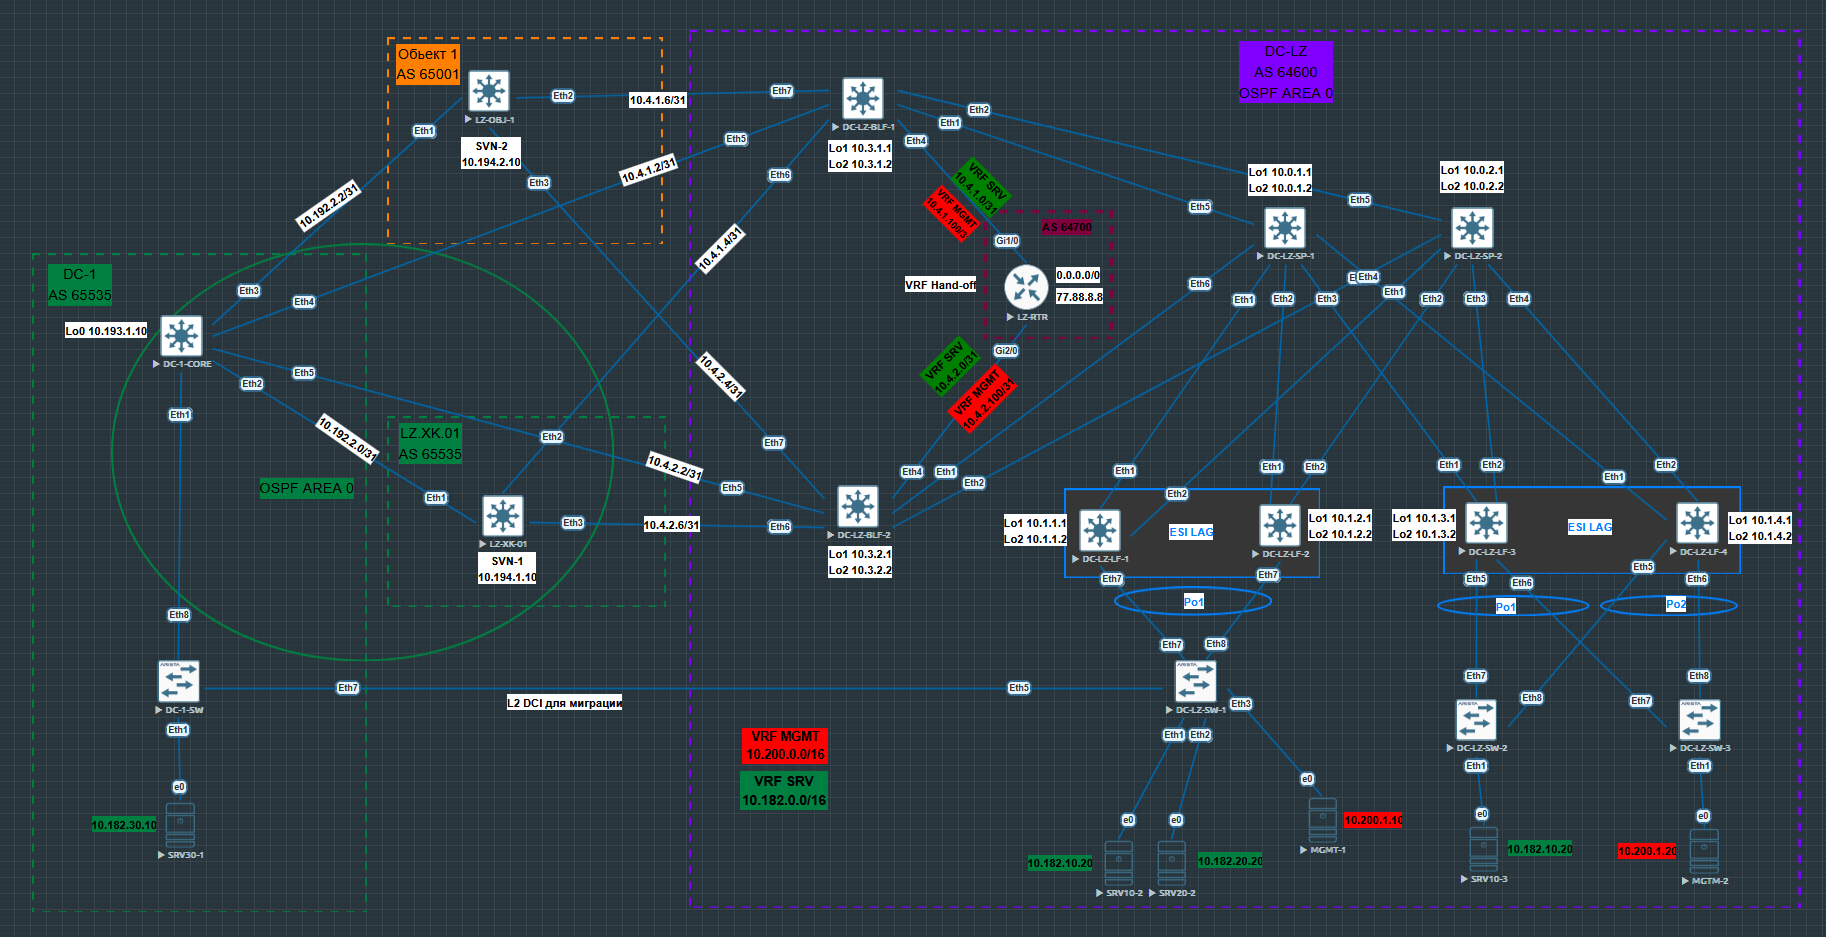 Обьект 1
AS 65001
LZ-OBJ-1
SVN-2
10.194.2.10
Eth1
Eth2
Eth3
10.4.1.6/31
10.4.1.2/31
10.192.2.2/31
10.4.1.4/31
10.4.2.4/31
DC-LZ
AS 64600
OSPF AREA 0
Eth7
Eth5
Eth6
DC-LZ-BLF-1
Lo1 10.3.1.1
Lo2 10.3.1.2
Eth2
Eth1
Eth4
VRF SRV
10.4.1.0/31
VRF MGMT
10.4.1.100/3
AS 64700
Gi1/0
VRF Hand-off
0.0.0.0/0
77.88.8.8
LZ-RTR
Gi2/0
VRF SRV
10.4.2.0/31
VRF MGMT
10.4.2.100/31
Lo1 10.0.1.1
Lo2 10.0.1.2
Eth5
DC-LZ-SP-1
Eth6
Eth1
Eth2
Eth3
Eth4
Lo1 10.0.2.1
Lo2 10.0.2.2
Eth5
DC-LZ-SP-2
Eth1
Eth2
Eth3
Eth4
DC-1
AS 65535
Lo0 10.193.1.10
DC-1-CORE
Eth3
Eth4
Eth5
Eth2
Eth1
10.192.2.0/31
OSPF AREA 0
LZ.XK.01
AS 65535
Eth2
Eth1
Eth3
LZ-XK-01
SVN-1
10.194.1.10
10.4.2.2/31
10.4.2.6/31
Eth7
Eth5
Eth6
Eth4
Eth1
Eth2
DC-LZ-BLF-2
Lo1 10.3.2.1
Lo2 10.3.2.2
Eth1
Eth2
Lo1 10.1.1.1
Lo2 10.1.1.2
DC-LZ-LF-1
ESI LAG
Eth1
Eth2
DC-LZ-LF-2
Lo1 10.1.2.1
Lo2 10.1.2.2
Eth7
Eth7
Po1
Eth1
Eth2
Lo1 10.1.3.1
Lo2 10.1.3.2
DC-LZ-LF-3
ESI LAG
Eth1
Eth2
DC-LZ-LF-4
Lo1 10.1.4.1
Lo2 10.1.4.2
Eth5
Eth6
Eth5
Eth6
Po1
Po2
Eth8
ARISTA
DC-1-SW
Eth7
Eth1
e0
10.182.30.10
SRV30-1
L2 DCI для миграции
Eth5
Eth7
Eth8
ARISTA
DC-LZ-SW-1
Eth3
Eth1
Eth2
VRF MGMT
10.200.0.0/16
VRF SRV
10.182.0.0/16
e0
e0
e0
10.182.10.20
SRV10-2
10.182.20.20
SRV20-2
10.200.1.10
MGMT-1
Eth7
Eth8
ARISTA
DC-LZ-SW-2
Eth1
e0
10.182.10.20
SRV10-3
Eth7
Eth8
ARISTA
DC-LZ-SW-3
Eth1
e0
10.200.1.20
MGTM-2